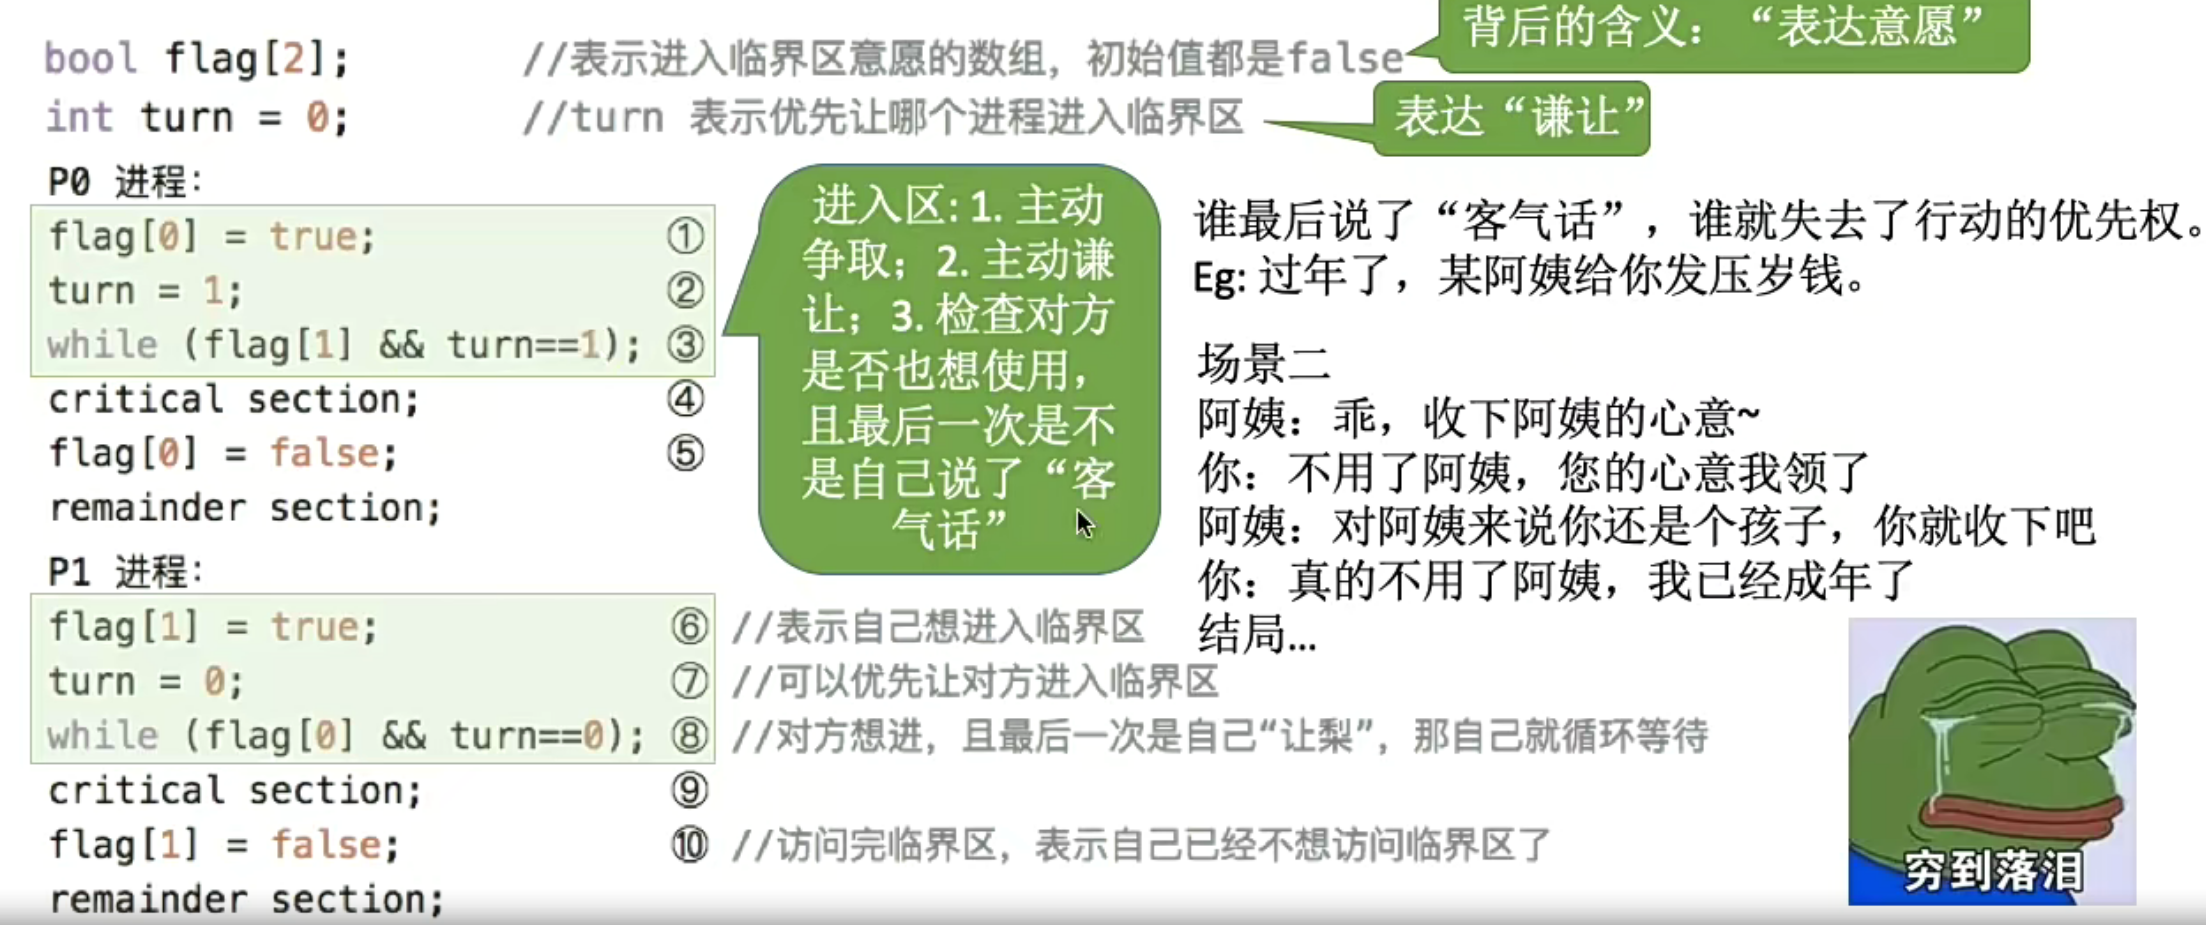 背后的含义：“表达意愿”
bool flag[2]; //表示进入临界区意愿的数组，初始值都是false
int turn = 0; //turn 表示优先让哪个进程进入临界区
表达“谦让”
P0 进程：
flag[0] = true; ①
turn = 1; ②
while (flag[1] && turn==1); ③
critical section; ④
flag[0] = false; ⑤
remainder section;
进入区: 1. 主动
争取；2. 主动谦
让；3. 检查对方
是否也想使用，
且最后一次是不
是自己说了“客
气话”
谁最后说了“客气话”，谁就失去了行动的优先权。
Eg: 过年了，某阿姨给你发压岁钱。
场景二
阿姨：乖，收下阿姨的心意~
你：不用了阿姨，您的心意我领了
阿姨：对阿姨来说你还是个孩子，你就收下吧
你：真的不用了阿姨，我已经成年了
结局...
P1 进程：
flag[1] = true; ⑥ //表示自己想进入临界区
turn = 0; ⑦ //可以优先让对方进入临界区
while (flag[0] && turn==0); ⑧ //对方想进，且最后一次是自己“让梨”，那自己就循环等待
critical section; ⑨
flag[1] = false; ⑩ //访问完临界区，表示自己已经不想访问临界区了
remainder section;
穷到落泪